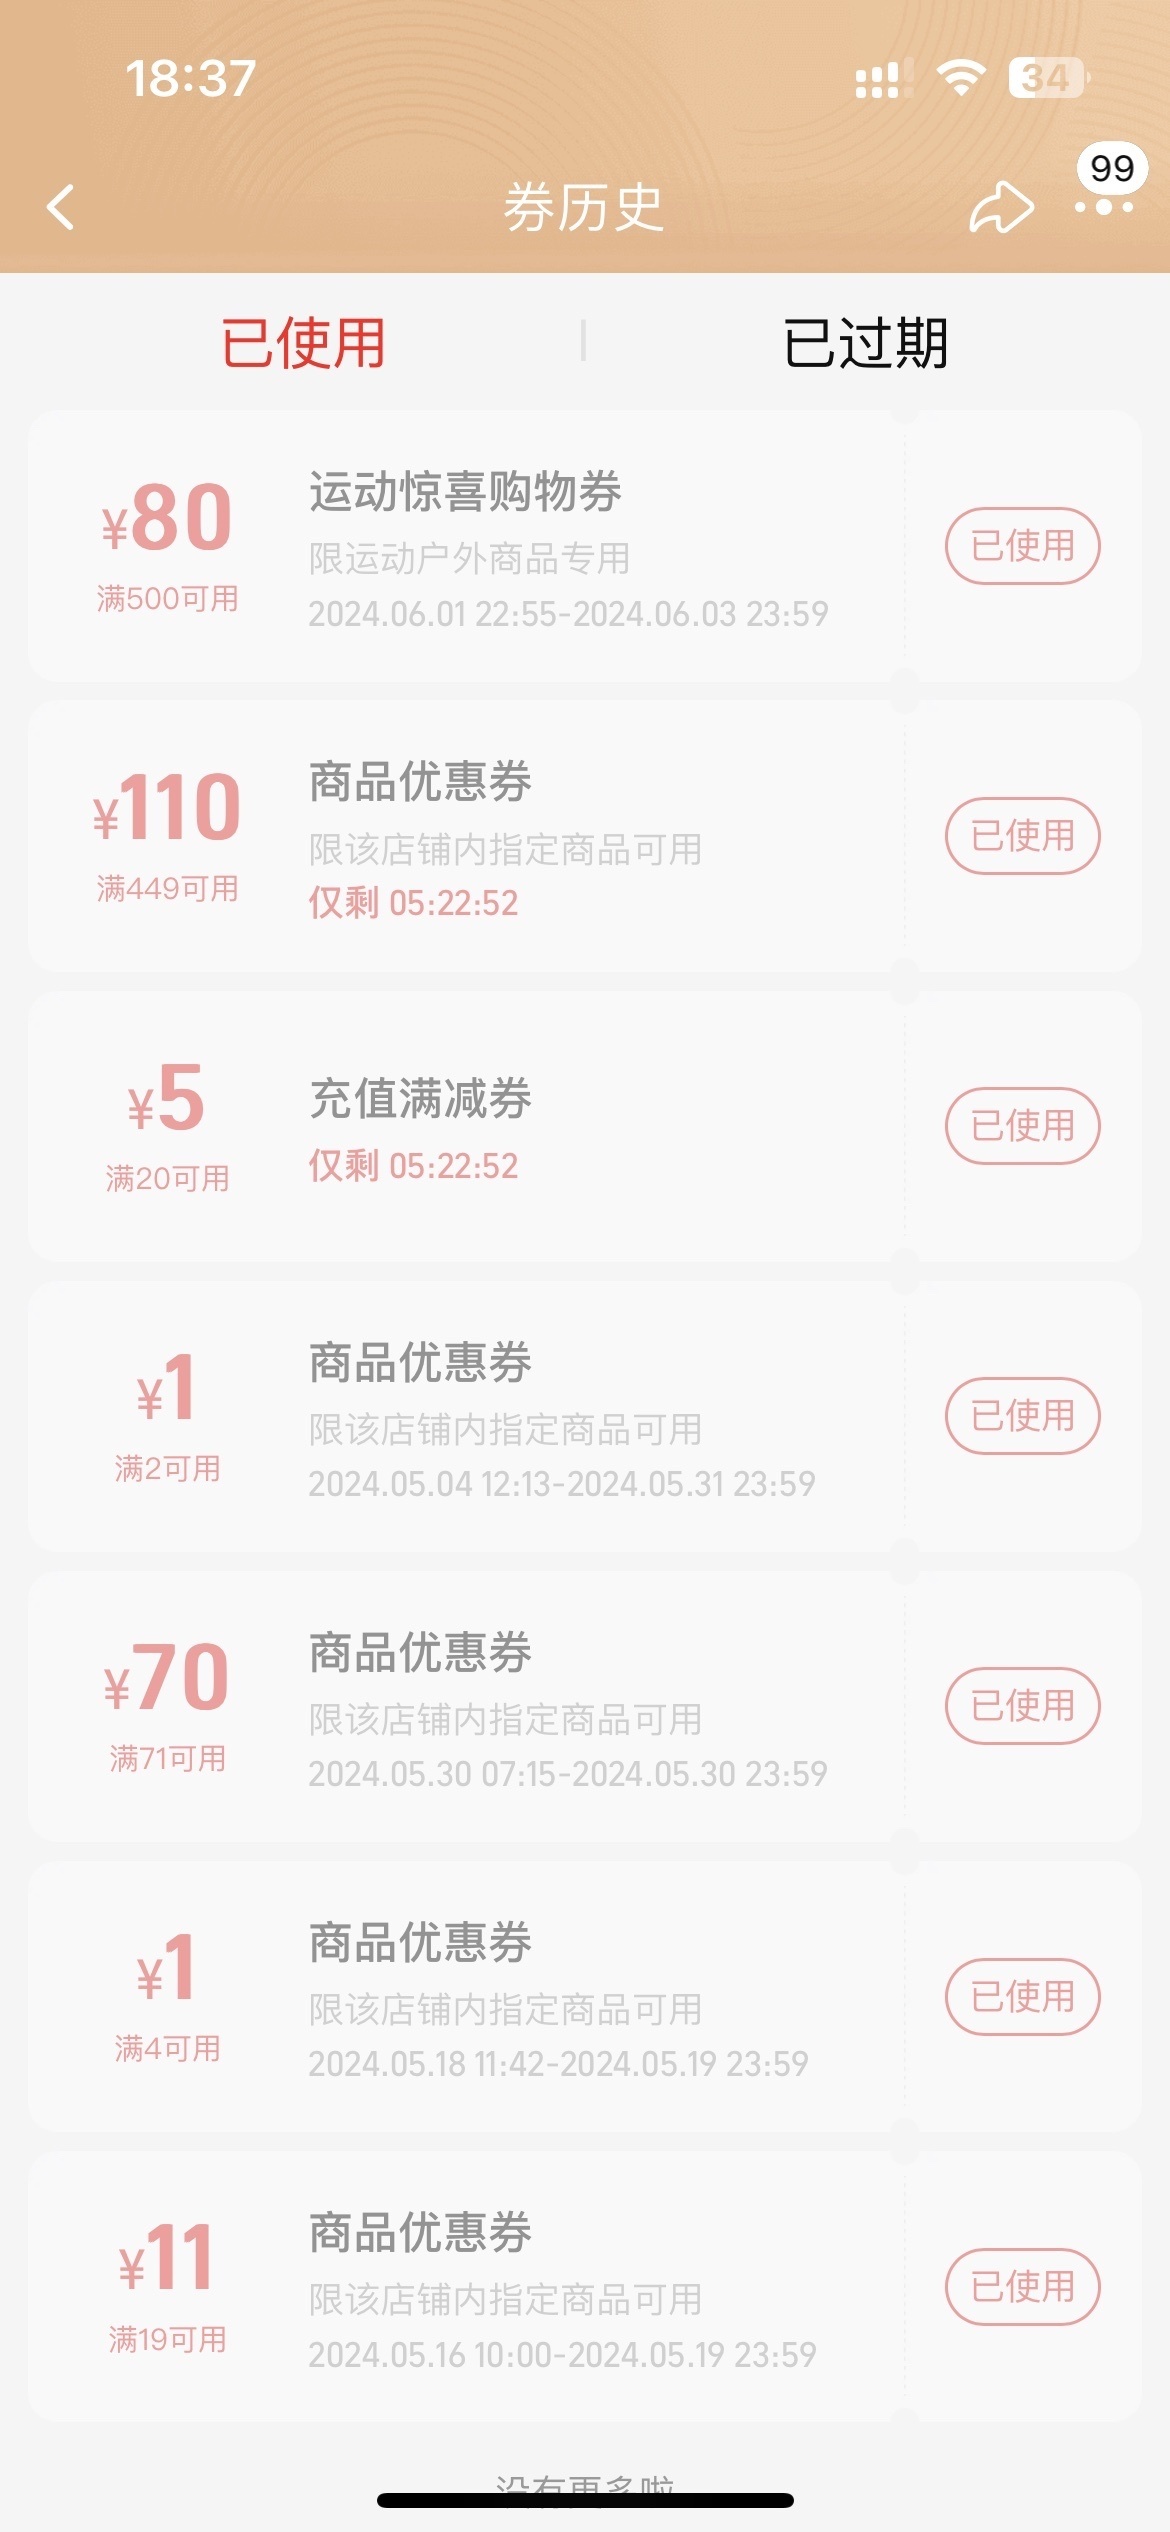 18:37
34
99
券历史
已使用
已过期
¥80
满500可用
运动惊喜购物券
限运动户外商品专用
2024.06.01 22:55-2024.06.03 23:59
已使用
¥110
满449可用
商品优惠券
限该店铺内指定商品可用
仅剩 05:22:52
已使用
¥5
满20可用
充值满减券
仅剩 05:22:52
已使用
¥1
满2可用
商品优惠券
限该店铺内指定商品可用
2024.05.04 12:13-2024.05.31 23:59
已使用
¥70
满71可用
商品优惠券
限该店铺内指定商品可用
2024.05.30 07:15-2024.05.30 23:59
已使用
¥1
满4可用
商品优惠券
限该店铺内指定商品可用
2024.05.18 11:42-2024.05.19 23:59
已使用
¥11
满19可用
商品优惠券
限该店铺内指定商品可用
2024.05.16 10:00-2024.05.19 23:59
已使用
没有更多啦